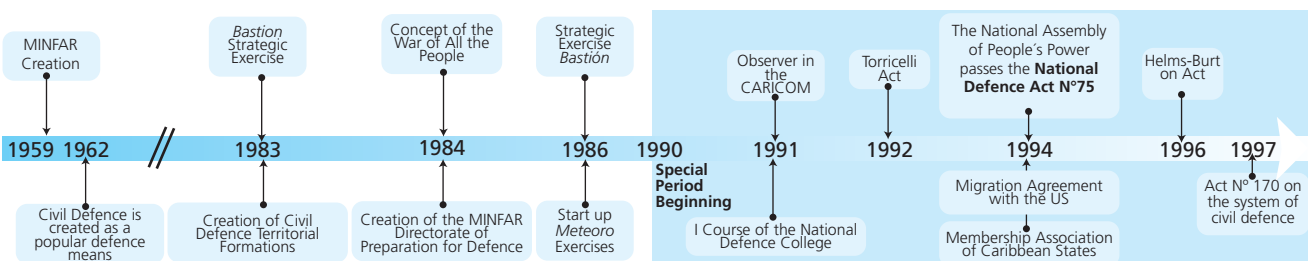 MINFAR
Creation
Bastion
Strategic
Exercise
Concept of the
War of All the
People
Strategic
Exercise
Bastión
Observer in
the
CARICOM
Torricelli
Act
The National Assembly
of People´s Power
passes the National
Defence Act Nº75
Helms-Burt
on Act
1959 1962 // 1983 1984 1986 1990 1991 1992 1994 1996 1997
Special
Period
Beginning
Civil Defence is
created as a
popular defence
means
Creation of Civil
Defence Territorial
Formations
Creation of the MINFAR
Directorate of
Preparation for Defence
Start up
Meteoro
Exercises
I Course of the National
Defence College
Migration Agreement
with the US
Membership Association
of Caribbean States
Act Nº 170 on
the system of
civil defence